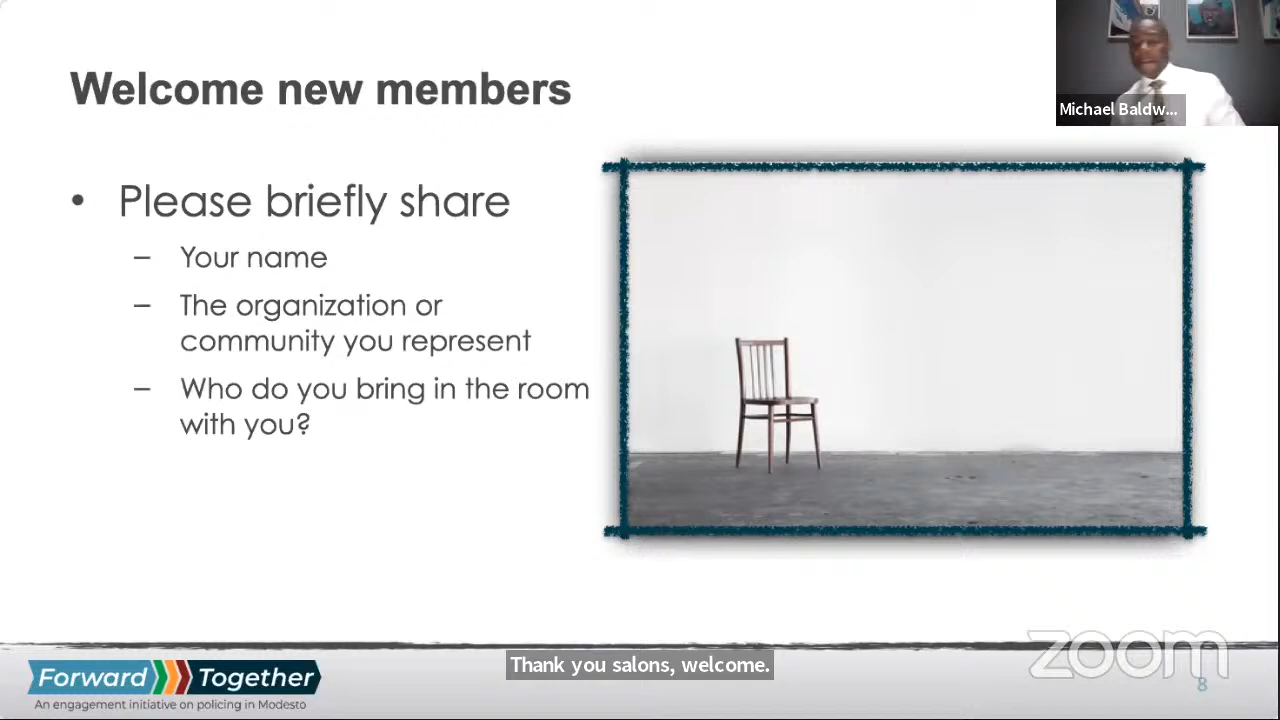 Welcome new members
Michael Baldw...
• Please briefly share
– Your name
– The organization or
community you represent
– Who do you bring in the room
with you?
Thank you salons, welcome.
zoom
8
Forward Together
An engagement initiative on policing in Modesto